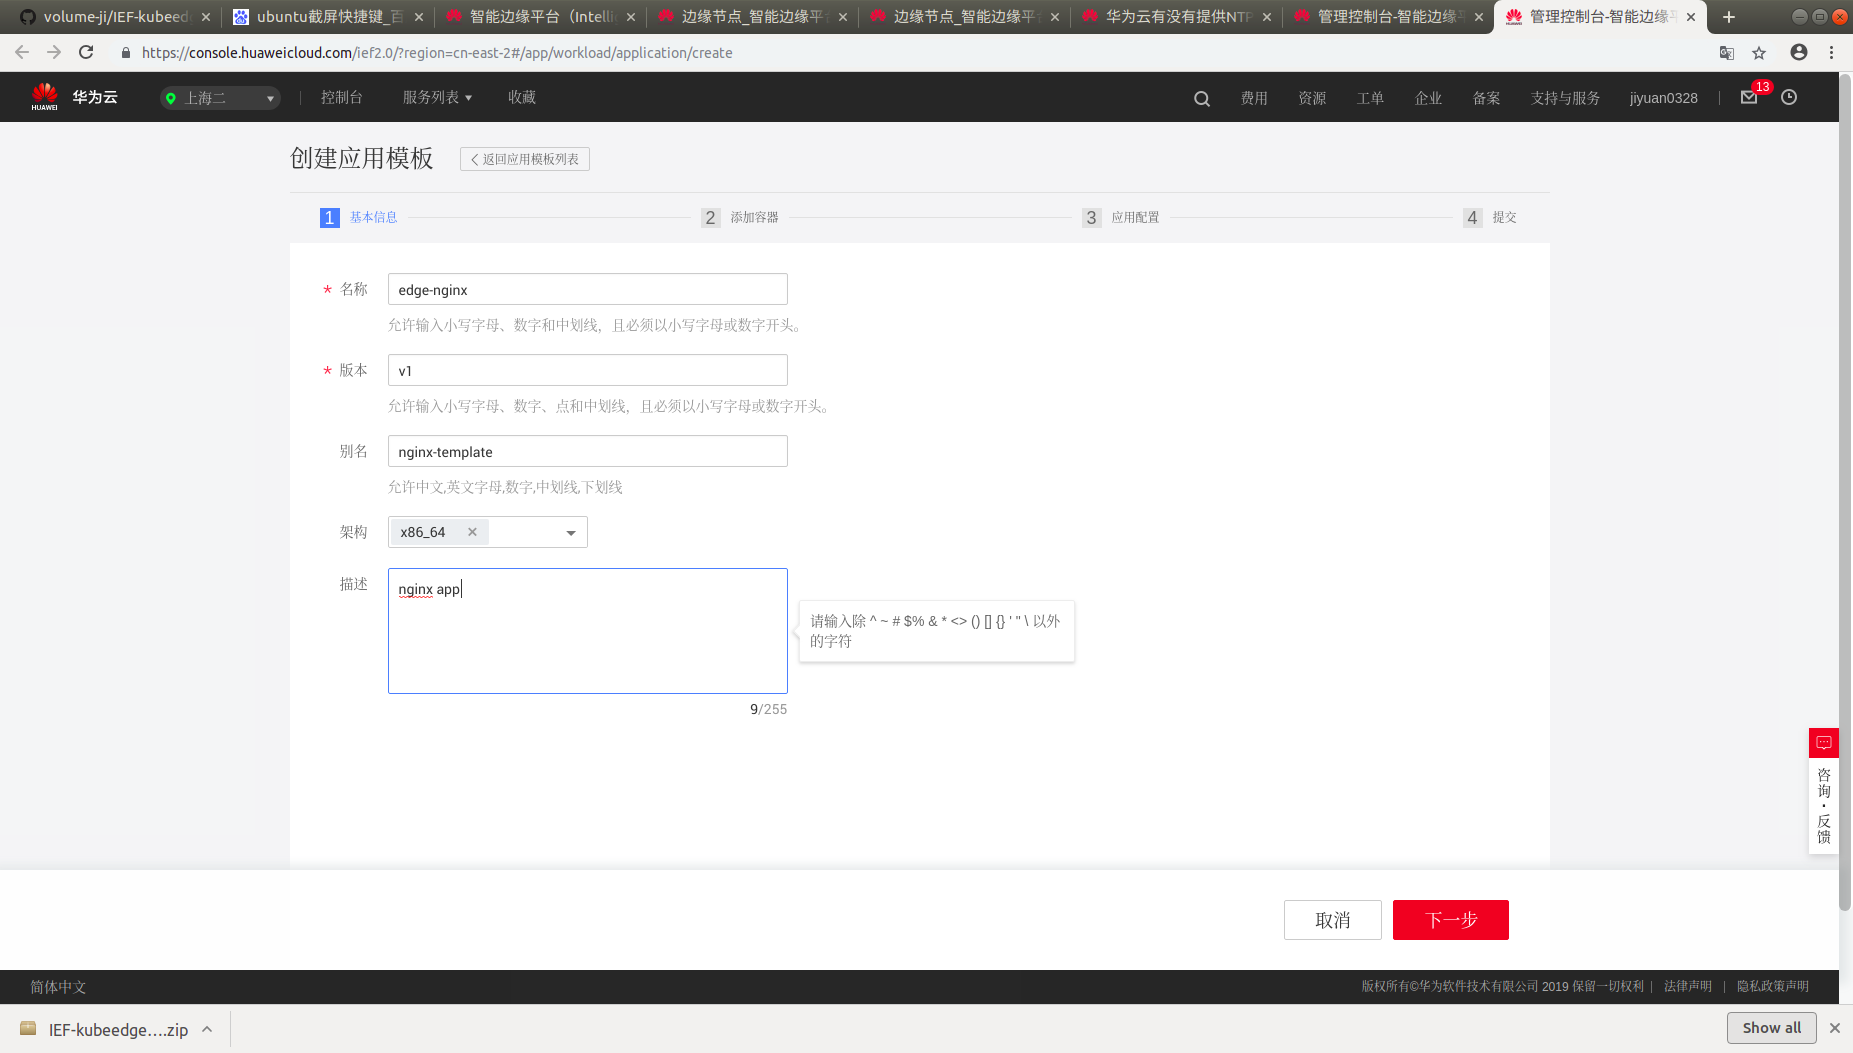 volume-ji/IEF-kubeed
ubuntu截屏快捷键_百
智能边缘平台（Intelli
边缘节点_智能边缘平
边缘节点_智能边缘平
华为云有没有提供NTP
管理控制台-智能边缘
管理控制台-智能边缘
https://console.huaweicloud.com/ief2.0/?region=cn-east-2#/app/workload/application/create
HUAWEI 华为云 上海二 控制台 服务列表 收藏 费用 资源 工单 企业 备案 支持与服务 jiyuan0328 13
创建应用模板 返回应用模板列表
1 基本信息 2 添加容器 3 应用配置 4 提交
* 名称 edge-nginx
允许输入小写字母、数字和中划线，且必须以小写字母或数字开头。
* 版本 v1
允许输入小写字母、数字、点和中划线，且必须以小写字母或数字开头。
别名 nginx-template
允许中文,英文字母,数字,中划线,下划线
架构 x86_64
描述 nginx app
请输入除 ^ ~ # $% & * <> () [] {} ' " \ 以外
的字符
9/255
咨询·反馈
取消 下一步
简体中文 版权所有©华为软件技术有限公司 2019 保留一切权利 | 法律声明 | 隐私政策声明
IEF-kubeedge....zip Show all